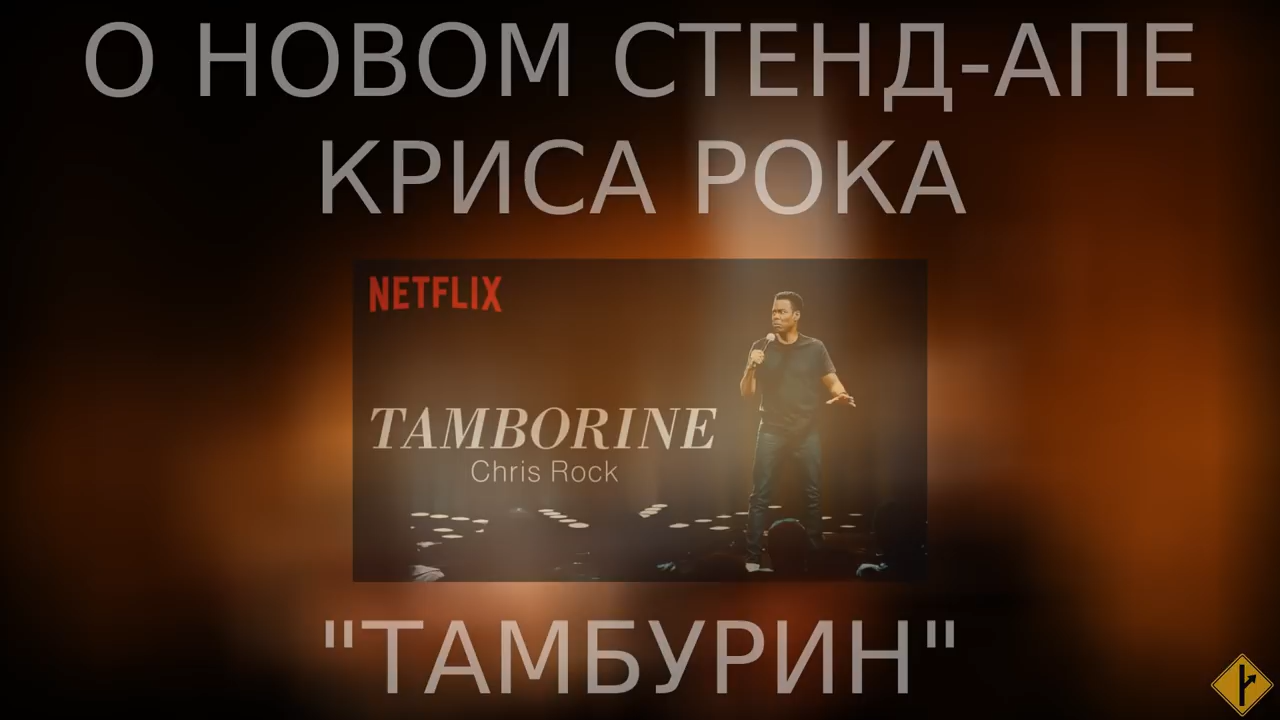 О НОВОМ СТЕНД-АПЕ
КРИСА РОКА
NETFLIX
TAMBORINE
Chris Rock
"ТАМБУРИН"